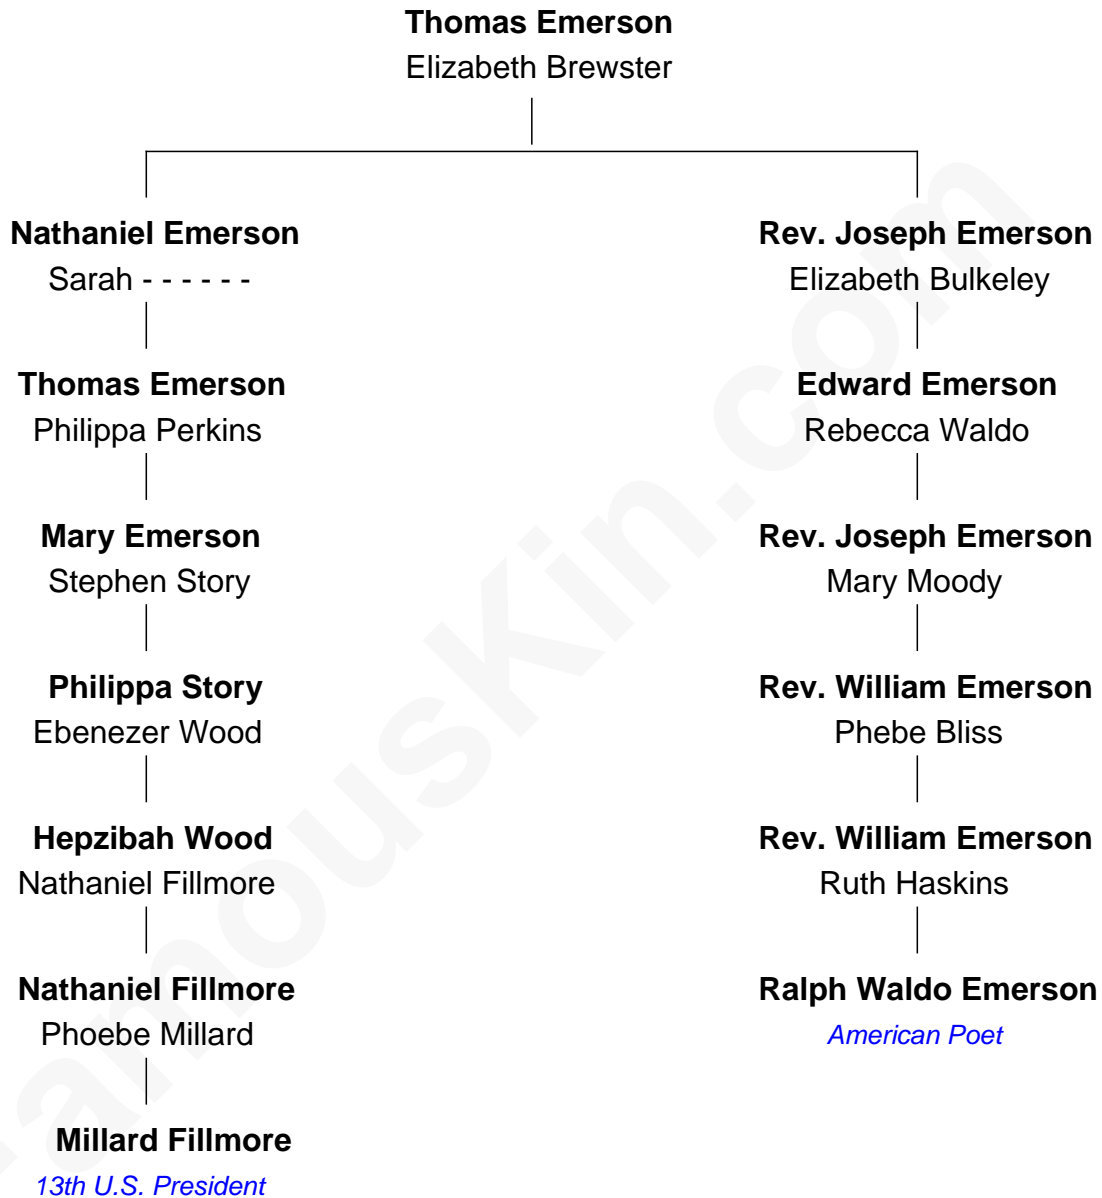 Thomas Emerson
Elizabeth Brewster
Nathaniel Emerson
Sarah - - - - - -
Rev. Joseph Emerson
Elizabeth Bulkeley
Thomas Emerson
Philippa Perkins
Edward Emerson
Rebecca Waldo
Mary Emerson
Stephen Story
Rev. Joseph Emerson
Mary Moody
Philippa Story
Ebenezer Wood
Rev. William Emerson
Phebe Bliss
Hepzibah Wood
Nathaniel Fillmore
Rev. William Emerson
Ruth Haskins
Nathaniel Fillmore
Phoebe Millard
Ralph Waldo Emerson
American Poet
Millard Fillmore
13th U.S. President
famouskin.com